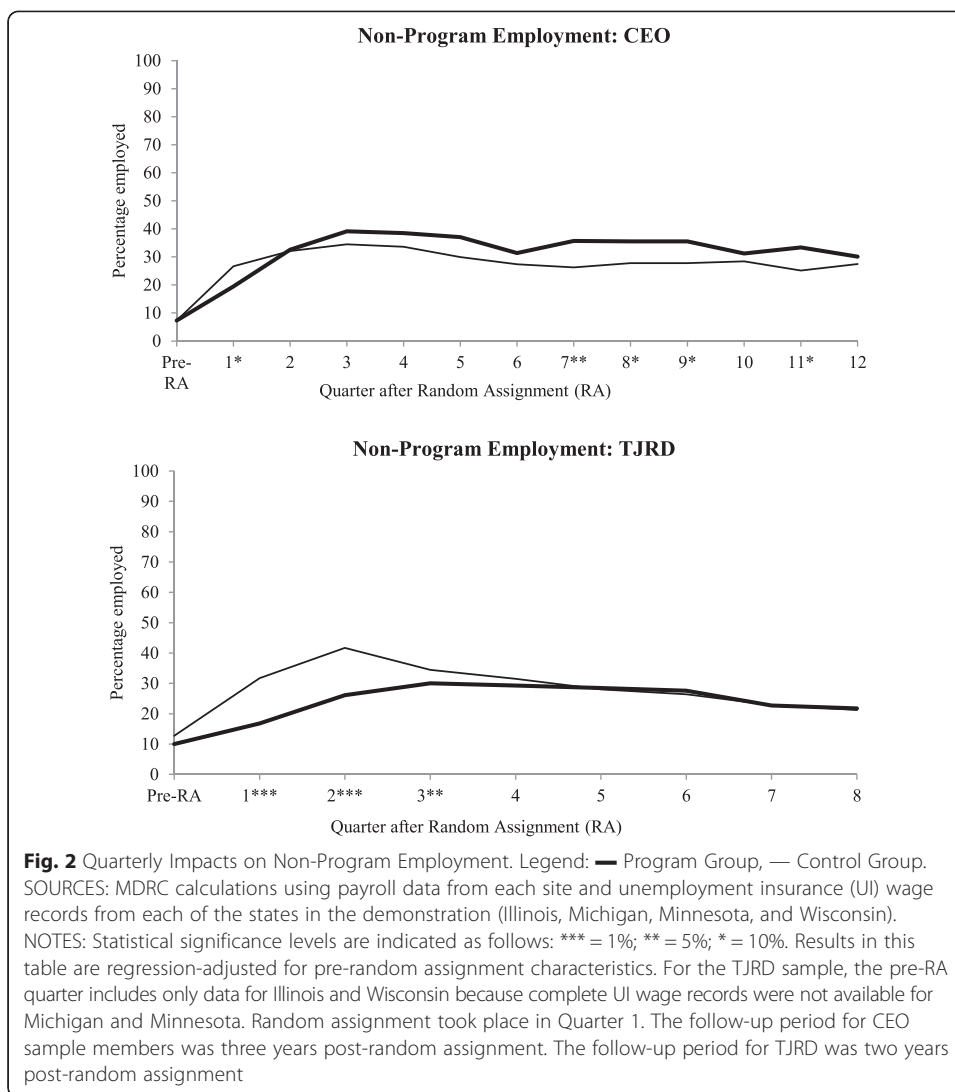 Non-Program Employment: CEO
100
90
80
70
60
50
40
30
20
10
0
Percentage employed
Pre-RA 1* 2 3 4 5 6 7** 8* 9* 10 11* 12
Quarter after Random Assignment (RA)
Non-Program Employment: TJRD
100
90
80
70
60
50
40
30
20
10
0
Percentage employed
Pre-RA 1*** 2*** 3** 4 5 6 7 8
Quarter after Random Assignment (RA)
Fig. 2 Quarterly Impacts on Non-Program Employment. Legend: — Program Group, — Control Group.
SOURCES: MDRC calculations using payroll data from each site and unemployment insurance (UI) wage
records from each of the states in the demonstration (Illinois, Michigan, Minnesota, and Wisconsin).
NOTES: Statistical significance levels are indicated as follows: *** = 1%; ** = 5%; * = 10%. Results in this
table are regression-adjusted for pre-random assignment characteristics. For the TJRD sample, the pre-RA
quarter includes only data for Illinois and Wisconsin because complete UI wage records were not available for
Michigan and Minnesota. Random assignment took place in Quarter 1. The follow-up period for CEO
sample members was three years post-random assignment. The follow-up period for TJRD was two years
post-random assignment